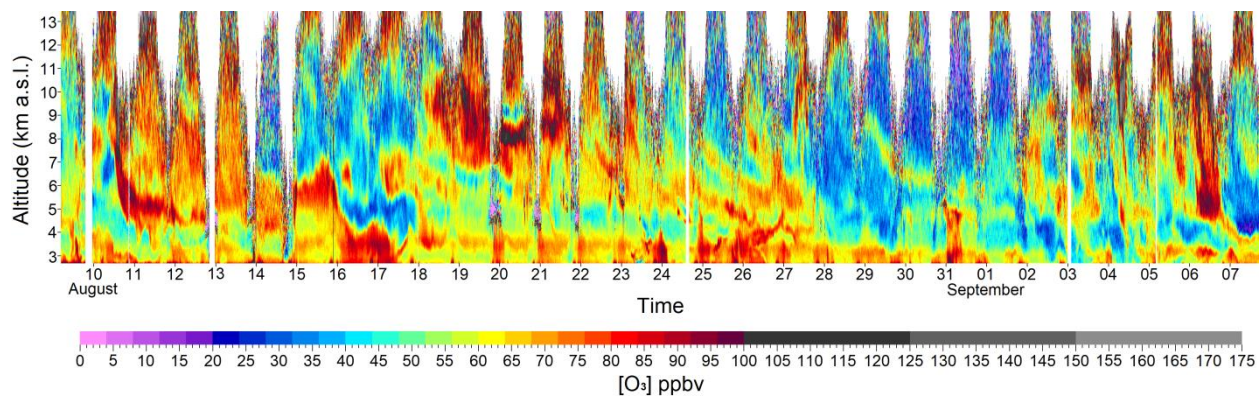 13
12
11
10
9
8
7
6
5
4
3
Altitude (km a.s.l.)
10 11 12 13 14 15 16 17 18 19 20 21 22 23 24 25 26 27 28 29 30 31 01 02 03 04 05 06 07
August September
Time
0 5 10 15 20 25 30 35 40 45 50 55 60 65 70 75 80 85 90 95 100 105 110 115 120 125 130 135 140 145 150 155 160 165 170 175
[O₃] ppbv